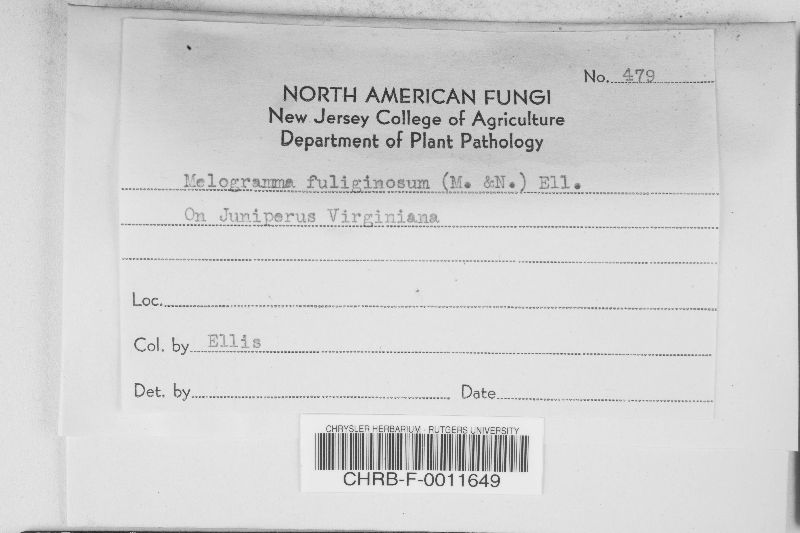 No. 479
NORTH AMERICAN FUNGI
New Jersey College of Agriculture
Department of Plant Pathology
Melogramma fuliginosum (M. &N.) Ell.
On Juniperus Virginiana
Loc.
Col. by Ellis
Det. by Date
CHRYSLER HERBARIUM - RUTGERS UNIVERSITY
CHRB-F-0011649